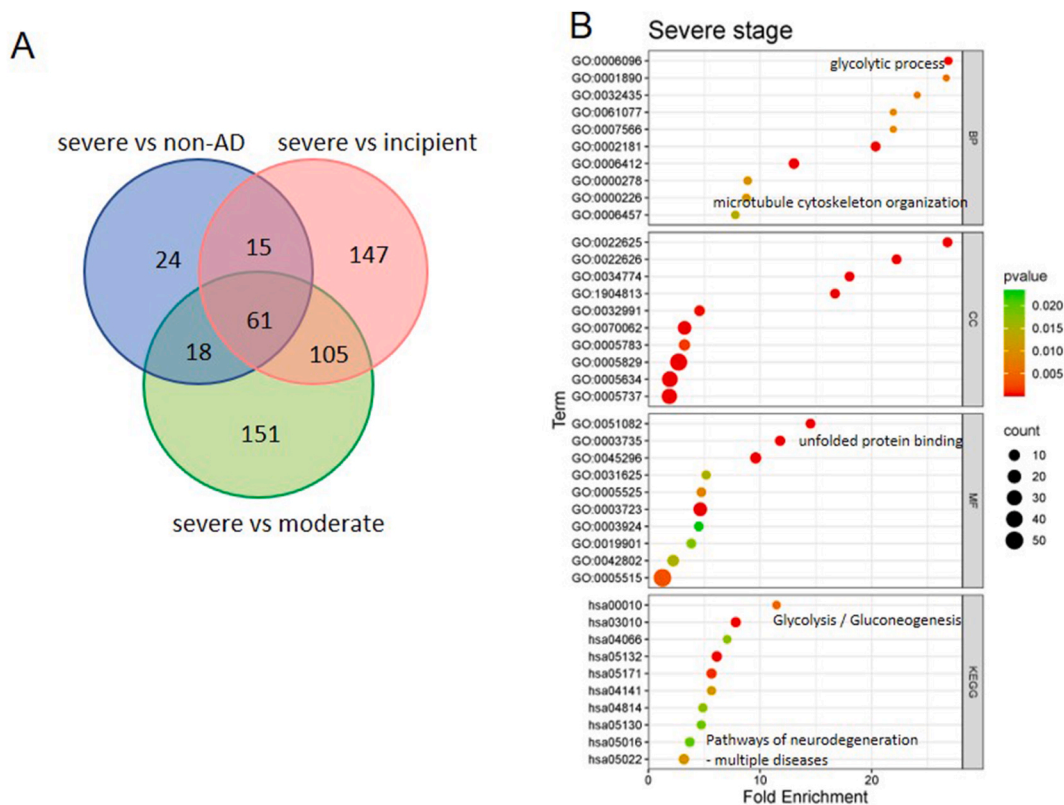 A
severe vs non-AD
severe vs incipient
24
15
147
61
18
105
151
severe vs moderate
B
Severe stage
GO:0006096
glycolytic process
GO:0001890
GO:0032435
GO:0061077
GO:0007566
GO:0002181
GO:0006412
GO:0000278
GO:0000226
microtubule cytoskeleton organization
GO:0006457
BP
GO:0022625
GO:0022626
GO:0034774
GO:1904813
GO:0032991
GO:0070062
GO:0005783
GO:0005829
GO:0005634
GO:0005737
CC
Term
GO:0051082
GO:0003735
unfolded protein binding
GO:0045296
GO:0031625
GO:0005525
GO:0003723
GO:0003924
GO:0019901
GO:0042802
GO:0005515
MF
hsa00010
Glycolysis / Gluconeogenesis
hsa03010
hsa04066
hsa05132
hsa05171
hsa04141
hsa04814
hsa05130
hsa05016
Pathways of neurodegeneration
hsa05022
- multiple diseases
KEGG
0
10
20
Fold Enrichment
pvalue
0.020
0.015
0.010
0.005
count
10
20
30
40
50